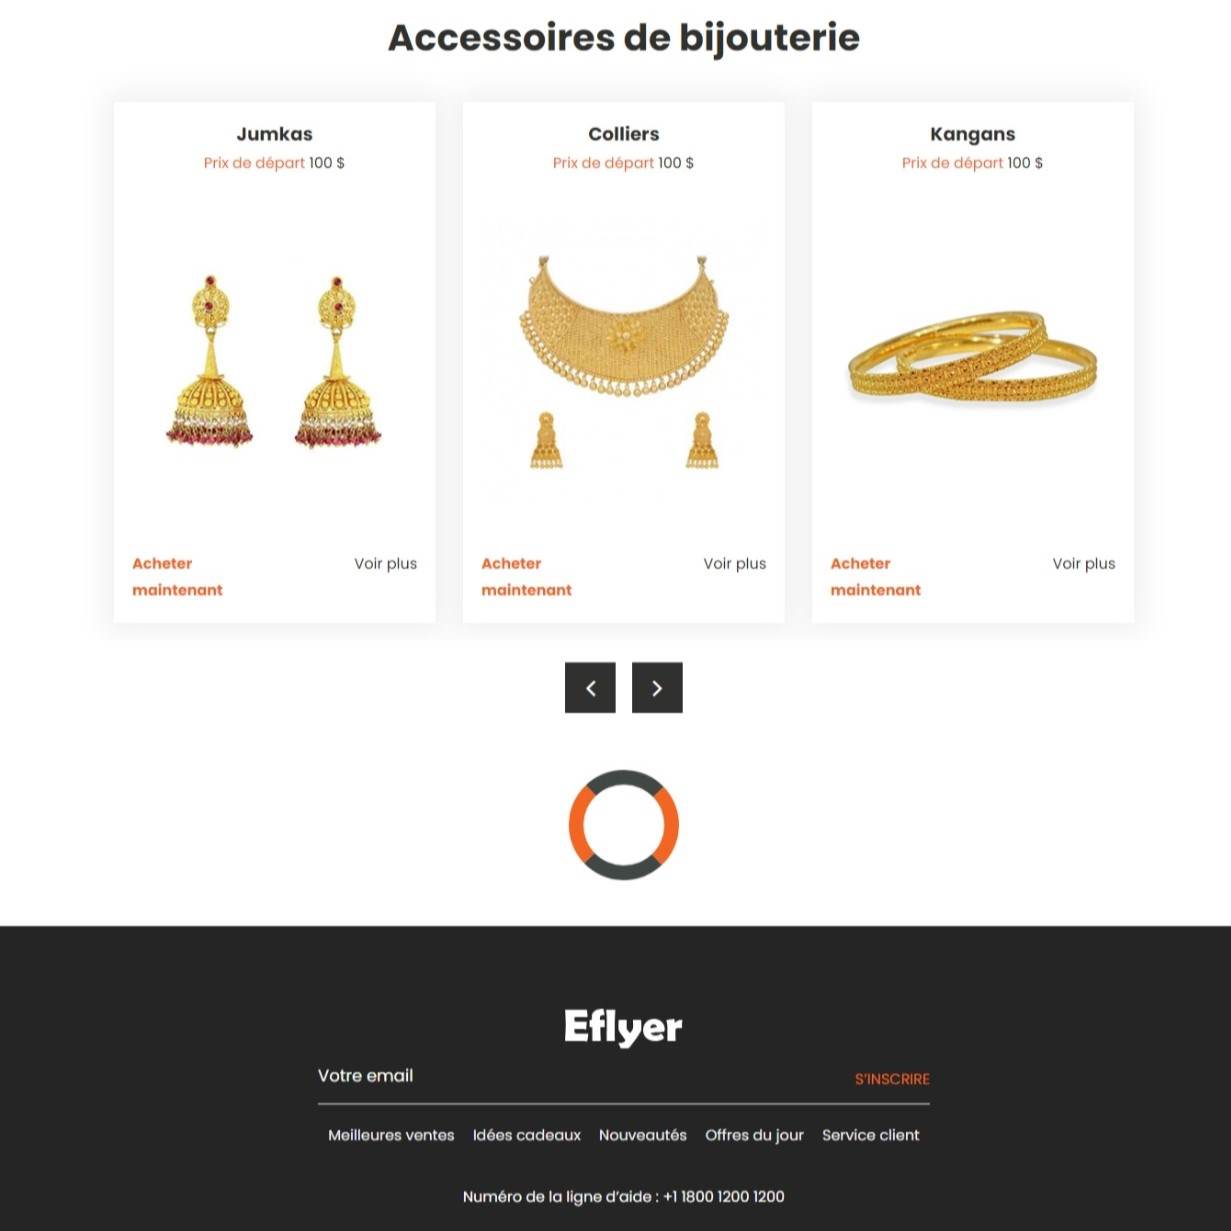 Accessoires de bijouterie
Jumkas
Prix de départ 100 $
Acheter
maintenant
Voir plus
Colliers
Prix de départ 100 $
Acheter
maintenant
Voir plus
Kangans
Prix de départ 100 $
Acheter
maintenant
Voir plus
Eflyer
Votre email
S'INSCRIRE
Meilleures ventes Idées cadeaux Nouveautés Offres du jour Service client
Numéro de la ligne d'aide : +1 1800 1200 1200